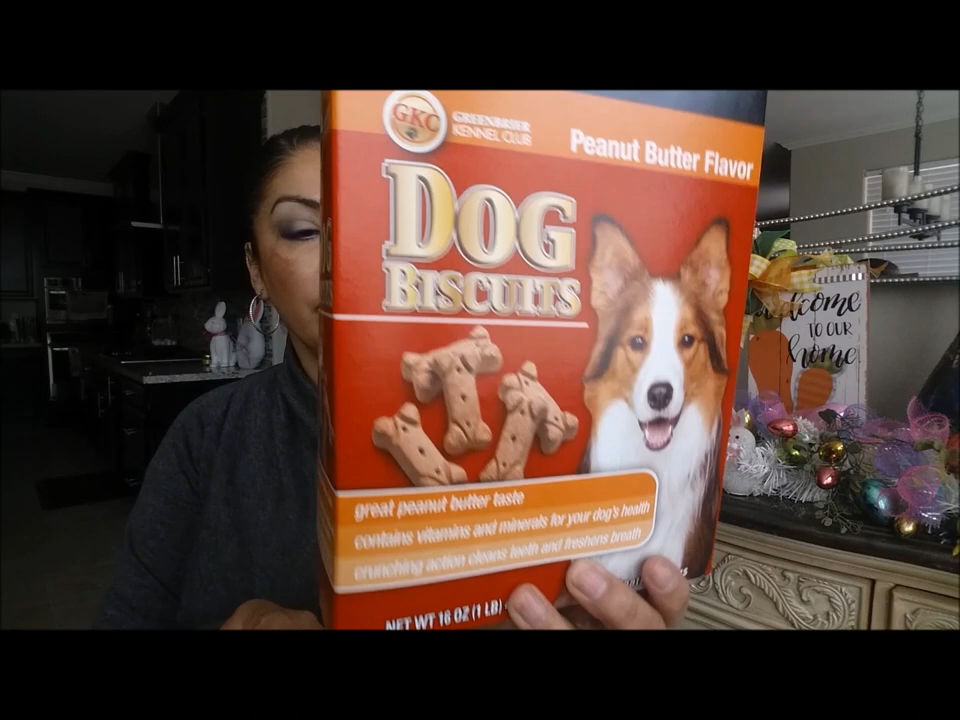 GKC
GREENBRIER
KENNEL CLUB
Peanut Butter Flavor
DOG
BISCUITS
great peanut butter taste
contains vitamins and minerals for your dog's health
crunching action cleans teeth and freshens breath
NET WT 16 OZ (1 LB)
welcome
TO OUR
home